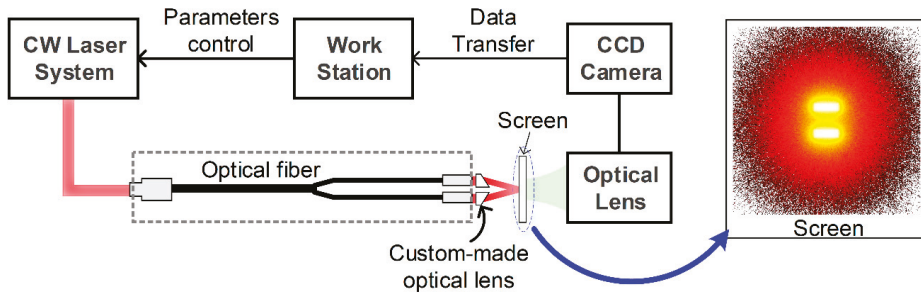 CW Laser
System
Parameters
control
Work
Station
Data
Transfer
CCD
Camera
Optical fiber
Screen
Optical
Lens
Custom-made
optical lens
Screen